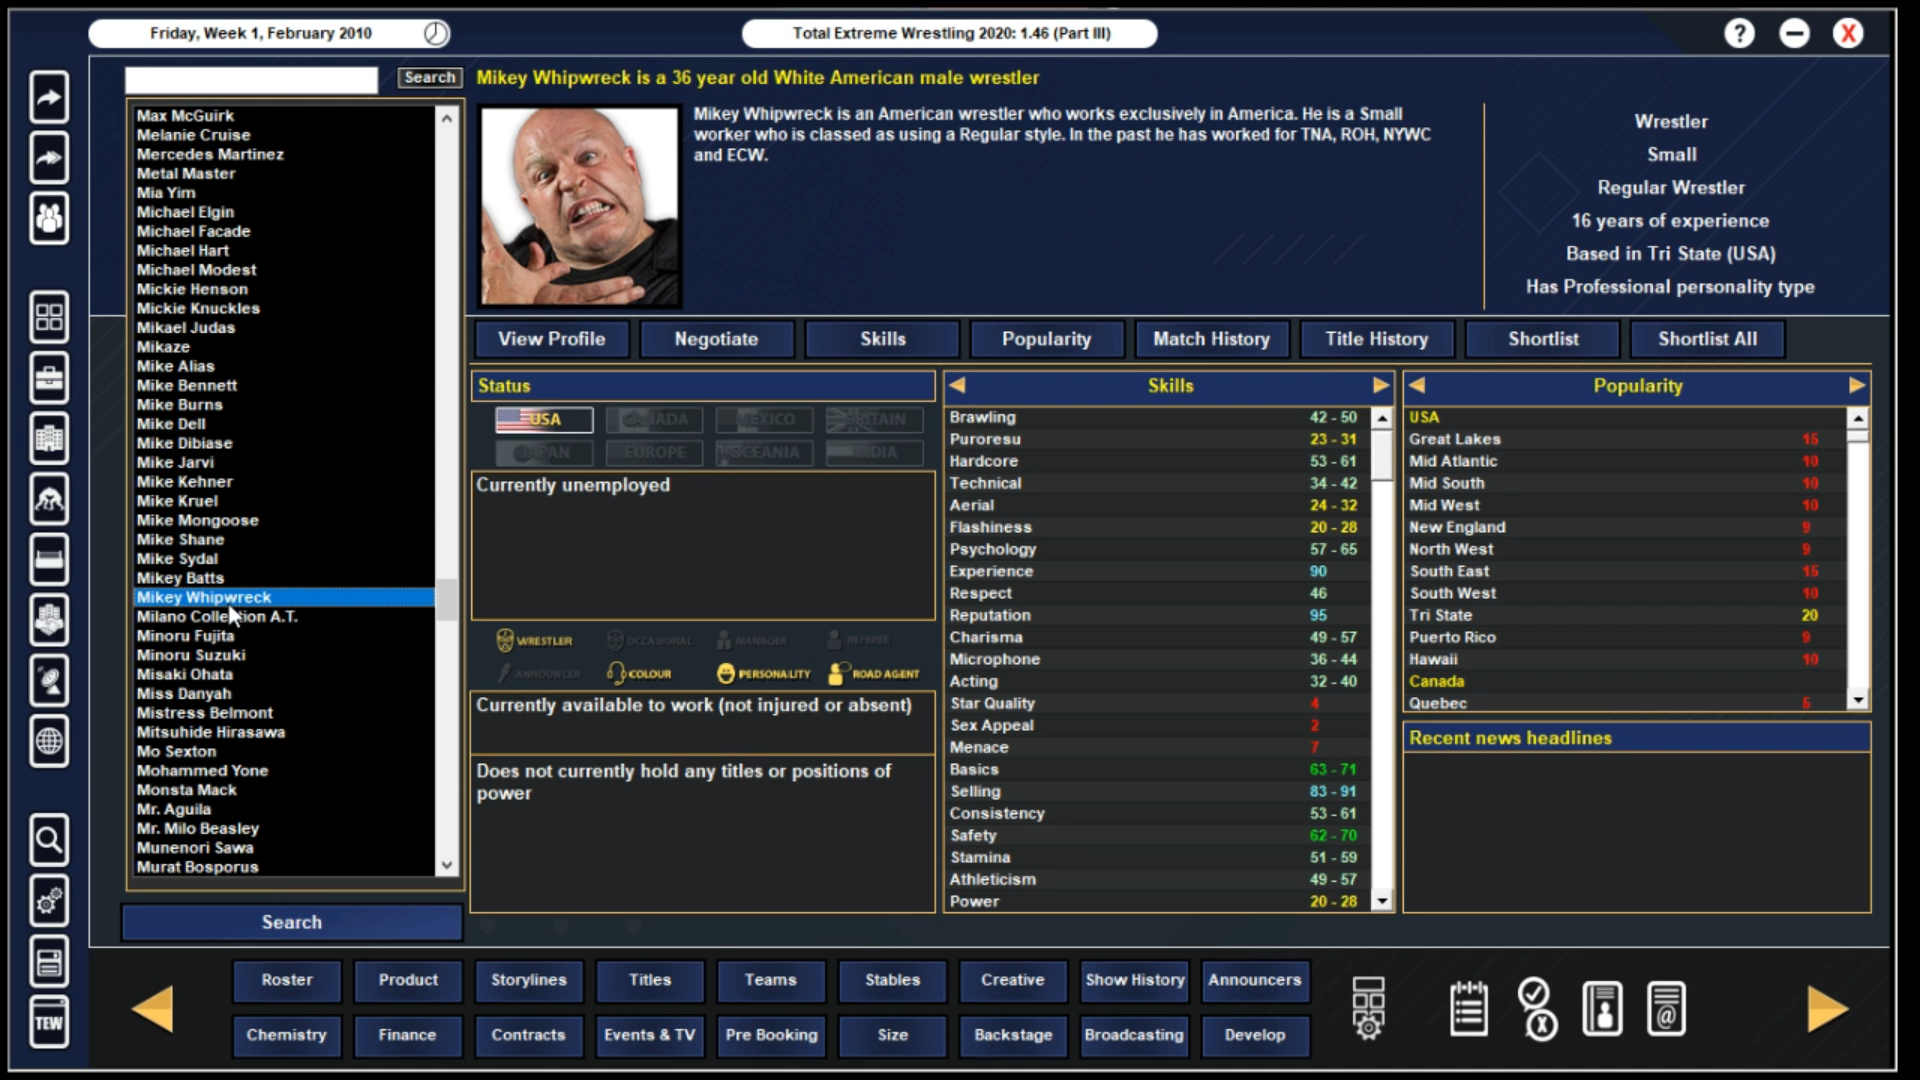 Friday, Week 1, February 2010
Total Extreme Wrestling 2020: 1.46 (Part III)
?
X
Search
Mikey Whipwreck is a 36 year old White American male wrestler
Max McGuirk
Melanie Cruise
Mercedes Martinez
Metal Master
Mia Yim
Michael Elgin
Michael Facade
Michael Hart
Michael Modest
Mickie Henson
Mickie Knuckles
Mikael Judas
Mikaze
Mike Alias
Mike Bennett
Mike Burns
Mike Dell
Mike Dibiase
Mike Jarvi
Mike Kehner
Mike Kruel
Mike Mongoose
Mike Shane
Mike Sydal
Mikey Batts
Mikey Whipwreck
Milano Collection A.T.
Minoru Fujita
Minoru Suzuki
Misaki Ohata
Miss Danyah
Mistress Belmont
Mitsuhide Hirasawa
Mo Sexton
Mohammed Yone
Monsta Mack
Mr. Aguila
Mr. Milo Beasley
Munenori Sawa
Murat Bosporus
Search
Mikey Whipwreck is an American wrestler who works exclusively in America. He is a Small
worker who is classed as using a Regular style. In the past he has worked for TNA, ROH, NYWC
and ECW.
Wrestler
Small
Regular Wrestler
16 years of experience
Based in Tri State (USA)
Has Professional personality type
View Profile
Negotiate
Skills
Popularity
Match History
Title History
Shortlist
Shortlist All
Status
USA
CANADA
MEXICO
BRITAIN
JAPAN
EUROPE
OCEANIA
INDIA
Currently unemployed
WRESTLER
OCCASIONAL
MANAGER
REFEREE
ANNOUNCER
COLOUR
PERSONALITY
ROAD AGENT
Currently available to work (not injured or absent)
Does not currently hold any titles or positions of
power
Skills
Brawling 42 - 50
Puroresu 23 - 31
Hardcore 53 - 61
Technical 34 - 42
Aerial 24 - 32
Flashiness 20 - 28
Psychology 57 - 65
Experience 90
Respect 46
Reputation 95
Charisma 49 - 57
Microphone 36 - 44
Acting 32 - 40
Star Quality 4
Sex Appeal 2
Menace 7
Basics 63 - 71
Selling 83 - 91
Consistency 53 - 61
Safety 62 - 70
Stamina 51 - 59
Athleticism 49 - 57
Power 20 - 28
Popularity
USA
Great Lakes 15
Mid Atlantic 10
Mid South 10
Mid West 10
New England 9
North West 9
South East 15
South West 10
Tri State 20
Puerto Rico 9
Hawaii 10
Canada
Quebec 5
Recent news headlines
TEW
Roster
Product
Storylines
Titles
Teams
Stables
Creative
Show History
Announcers
Chemistry
Finance
Contracts
Events & TV
Pre Booking
Size
Backstage
Broadcasting
Develop